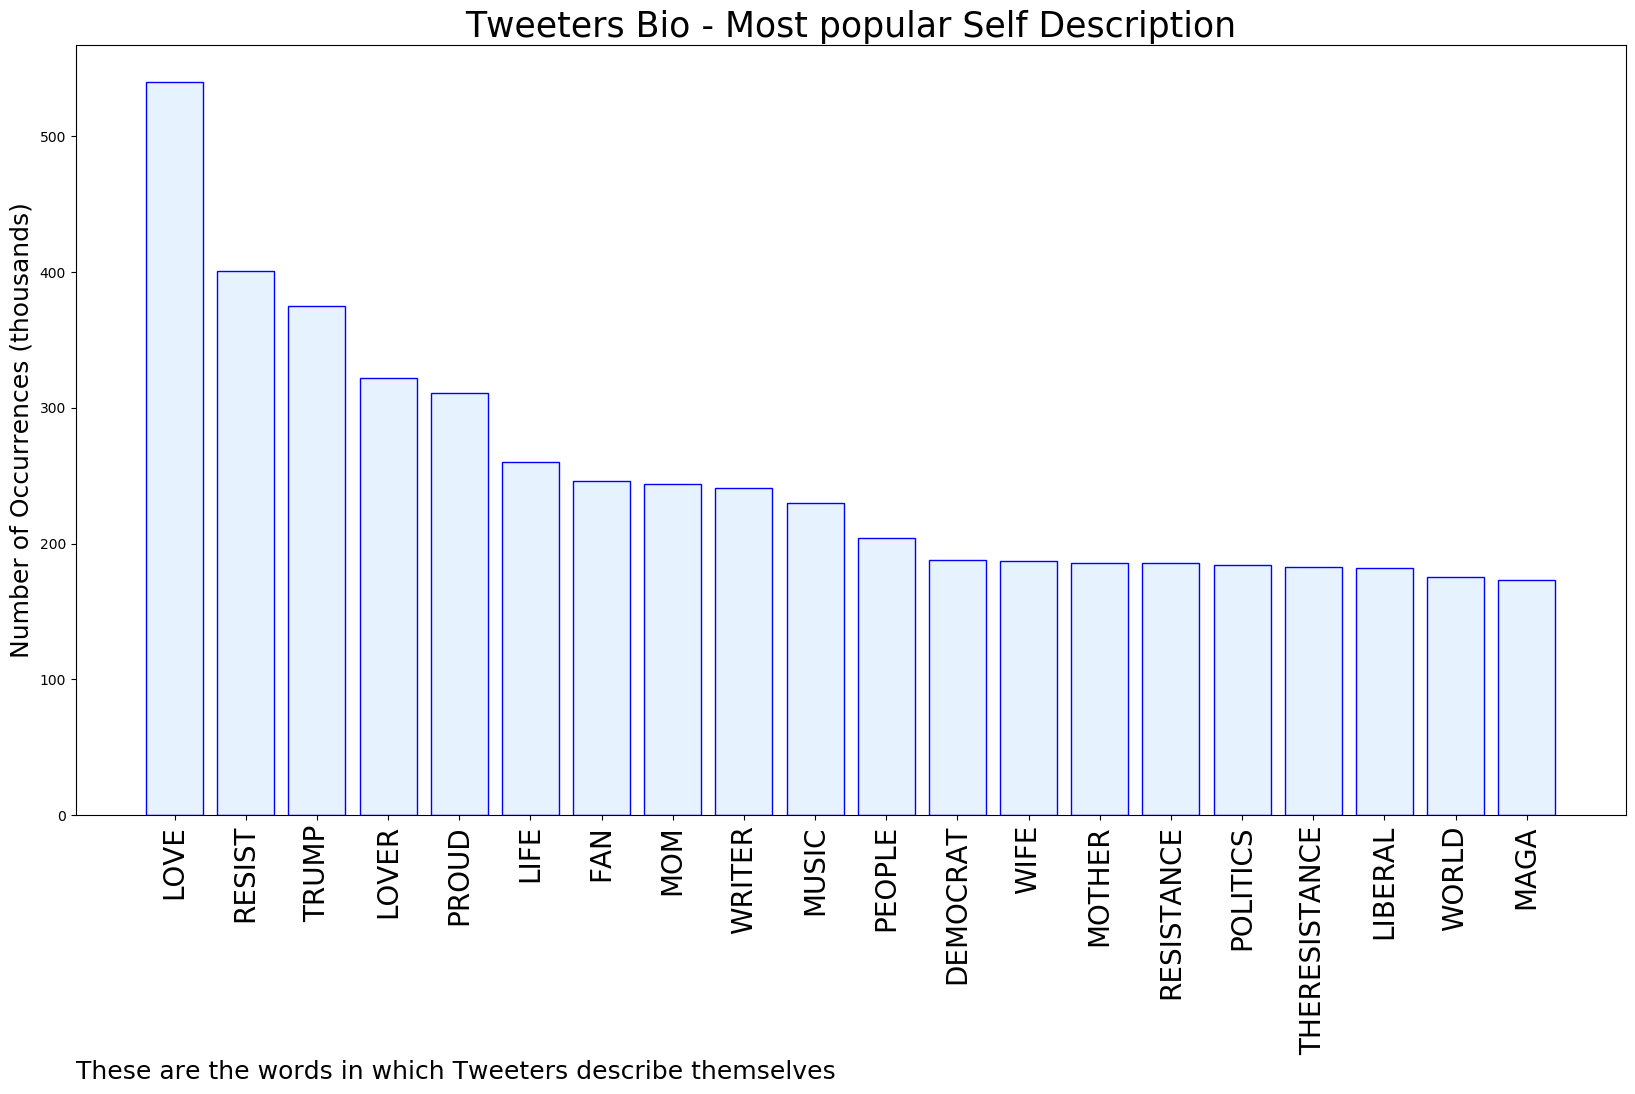 Tweeters Bio - Most popular Self Description
Number of Occurrences (thousands)
500
400
300
200
100
0
LOVE
RESIST
TRUMP
LOVER
PROUD
LIFE
FAN
MOM
WRITER
MUSIC
PEOPLE
DEMOCRAT
WIFE
MOTHER
RESISTANCE
POLITICS
THERESISTANCE
LIBERAL
WORLD
MAGA
These are the words in which Tweeters describe themselves